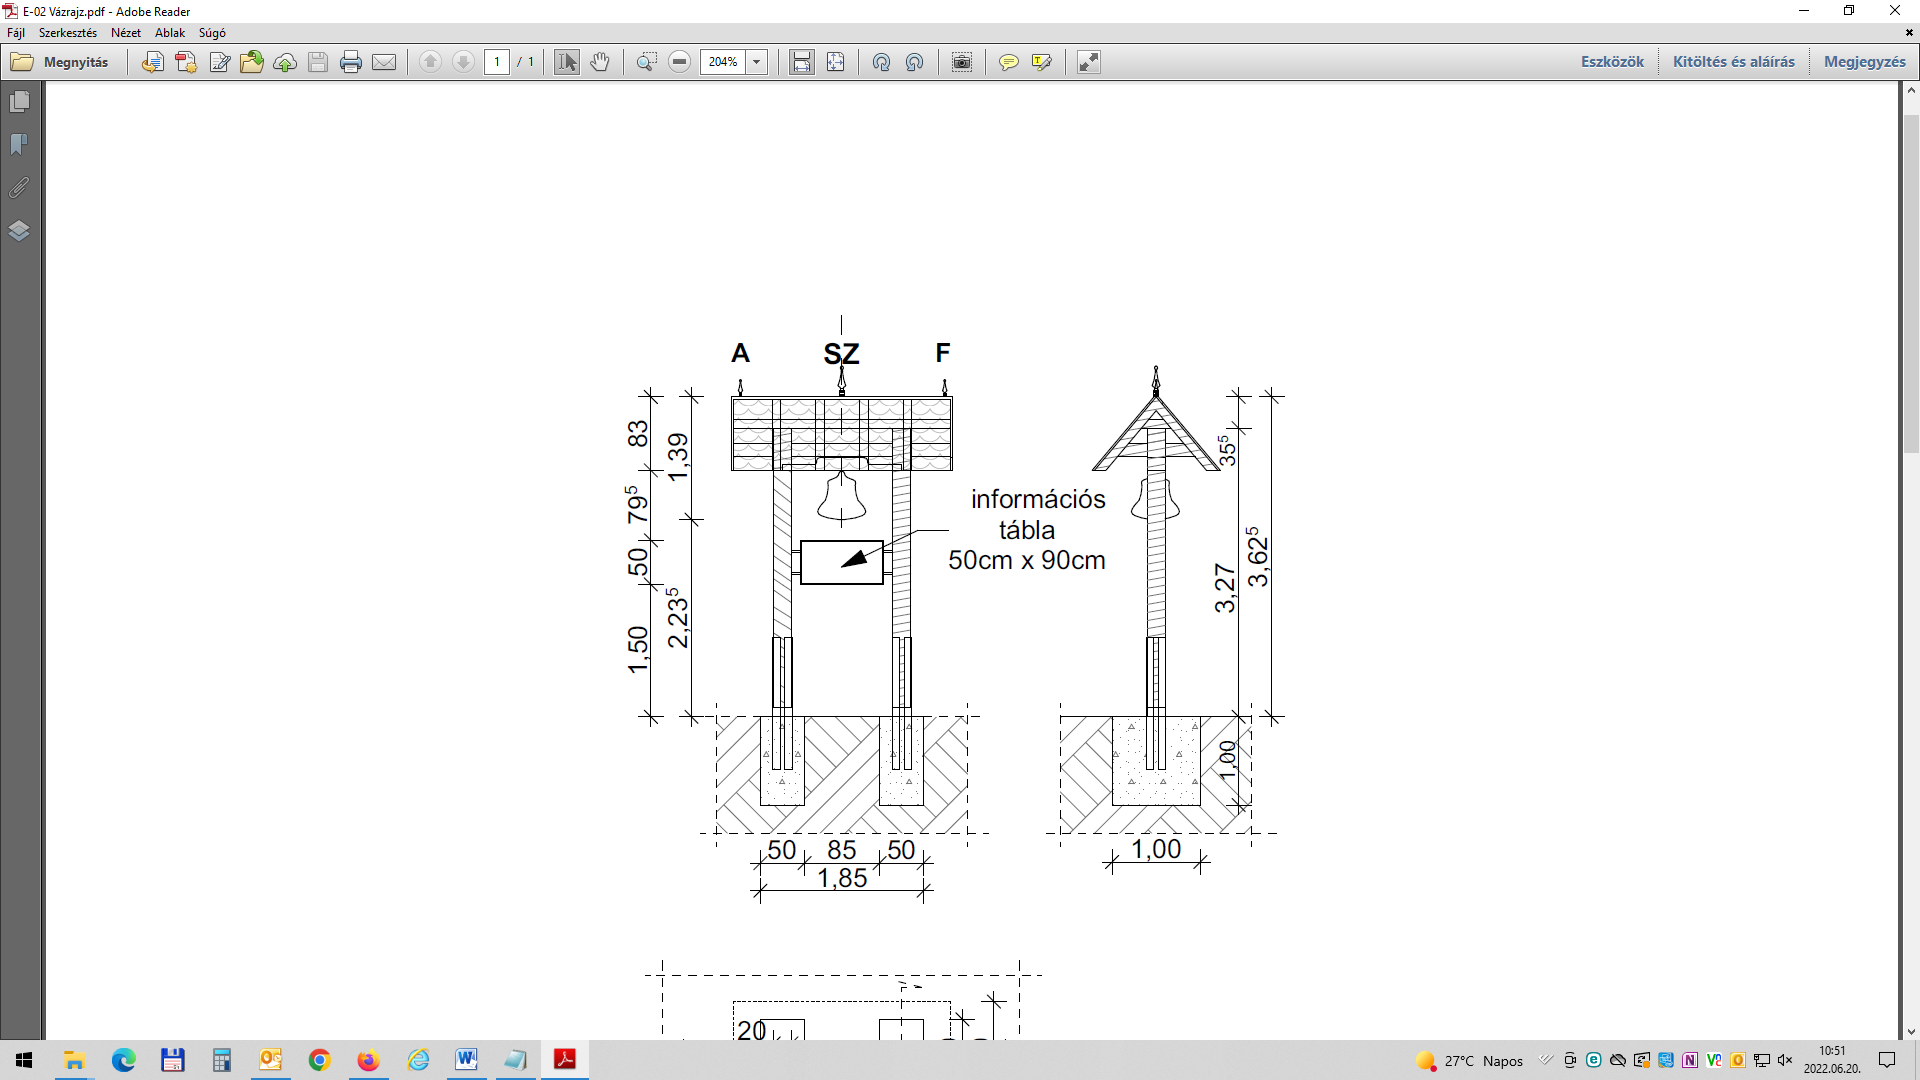 E-02 Vázrajz.pdf - Adobe Reader
Fájl Szerkesztés Nézet Ablak Súgó
Megnyitás 1 / 1 204% Eszközök Kitöltés és aláírás Megjegyzés
A SZ F
83
1,39
79⁵
50
2,23⁵
1,50
információs
tábla
50cm x 90cm
35⁵
3,27
3,62⁵
1,00
50 85 50
1,85
1,00
20
27°C Napos
10:51
2022.06.20.